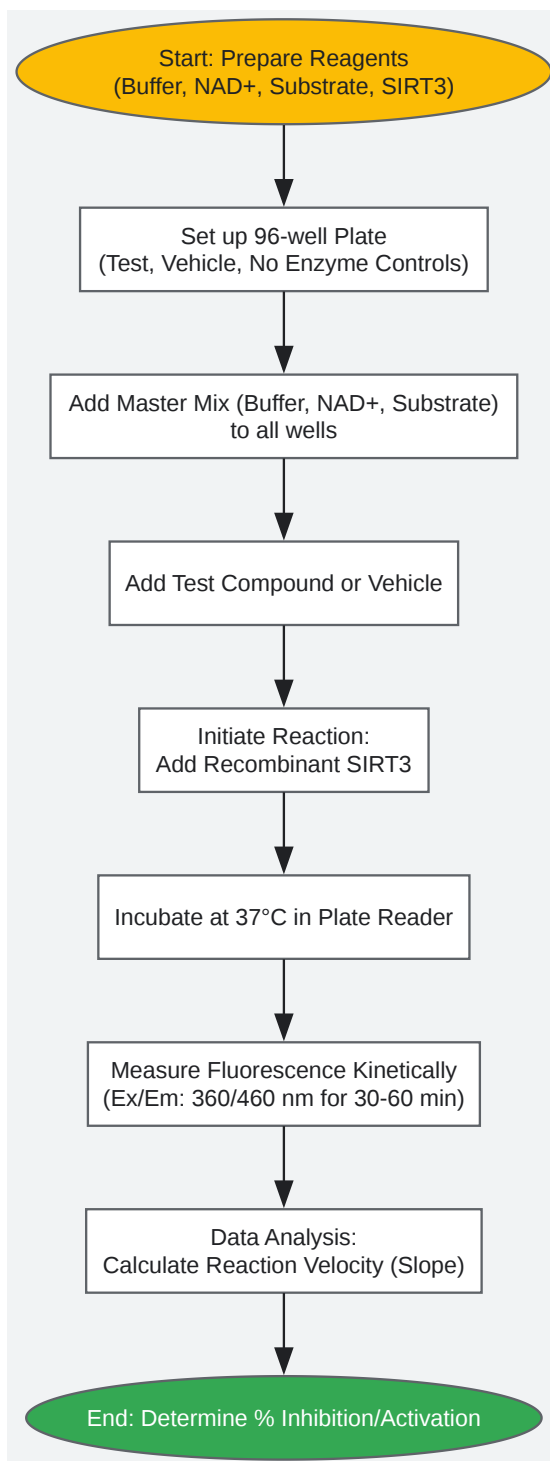 Start: Prepare Reagents
(Buffer, NAD+, Substrate, SIRT3)
Set up 96-well Plate
(Test, Vehicle, No Enzyme Controls)
Add Master Mix (Buffer, NAD+, Substrate)
to all wells
Add Test Compound or Vehicle
Initiate Reaction:
Add Recombinant SIRT3
Incubate at 37°C in Plate Reader
Measure Fluorescence Kinetically
(Ex/Em: 360/460 nm for 30-60 min)
Data Analysis:
Calculate Reaction Velocity (Slope)
End: Determine % Inhibition/Activation